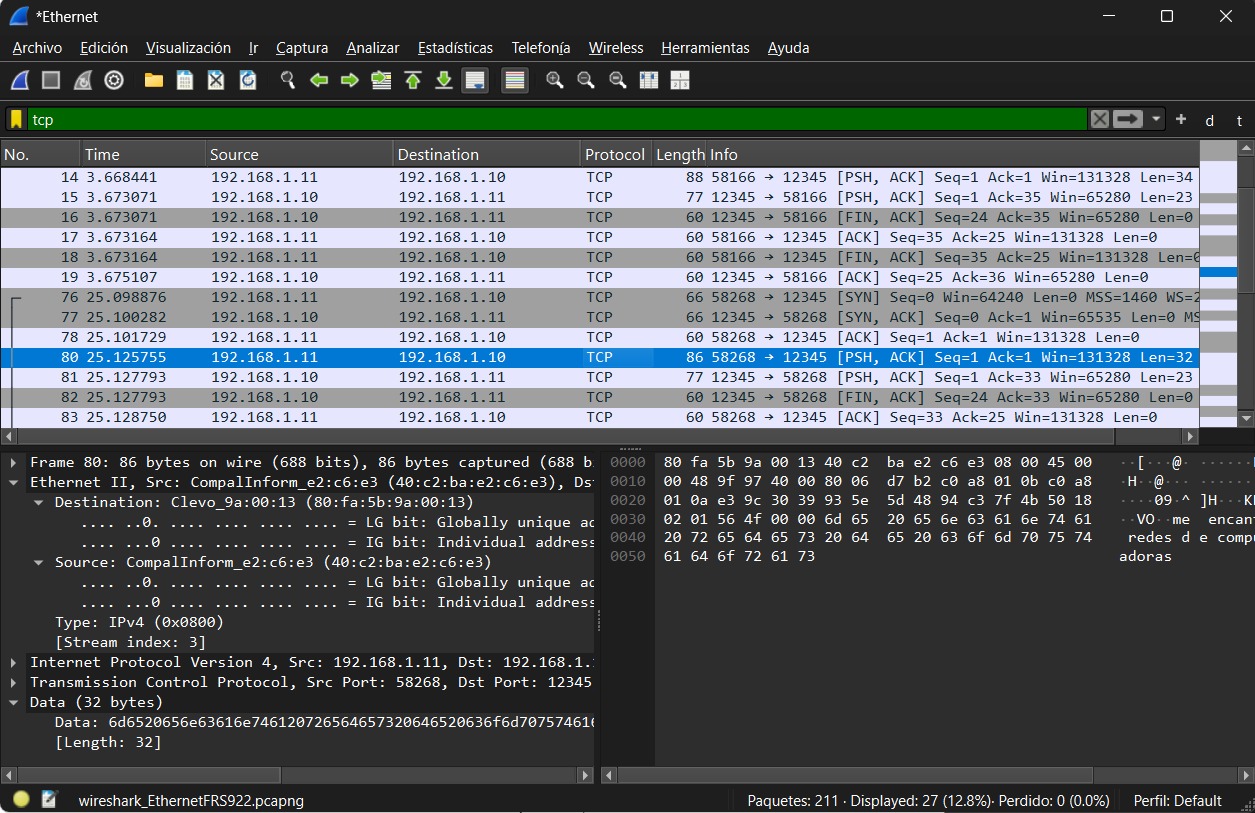 *Ethernet
Archivo Edición Visualización Ir Captura Analizar Estadísticas Telefonía Wireless Herramientas Ayuda
tcp + d t
No. Time Source Destination Protocol Length Info
14 3.668441 192.168.1.11 192.168.1.10 TCP 88 58166 → 12345 [PSH, ACK] Seq=1 Ack=1 Win=131328 Len=34
15 3.673071 192.168.1.10 192.168.1.11 TCP 77 12345 → 58166 [PSH, ACK] Seq=1 Ack=35 Win=65280 Len=23
16 3.673071 192.168.1.10 192.168.1.11 TCP 60 12345 → 58166 [FIN, ACK] Seq=24 Ack=35 Win=65280 Len=0
17 3.673164 192.168.1.11 192.168.1.10 TCP 60 58166 → 12345 [ACK] Seq=35 Ack=25 Win=131328 Len=0
18 3.673164 192.168.1.11 192.168.1.10 TCP 60 58166 → 12345 [FIN, ACK] Seq=35 Ack=25 Win=131328 Len=0
19 3.675107 192.168.1.10 192.168.1.11 TCP 60 12345 → 58166 [ACK] Seq=25 Ack=36 Win=65280 Len=0
76 25.098876 192.168.1.11 192.168.1.10 TCP 66 58268 → 12345 [SYN] Seq=0 Win=64240 Len=0 MSS=1460 WS=2
77 25.100282 192.168.1.10 192.168.1.11 TCP 66 12345 → 58268 [SYN, ACK] Seq=0 Ack=1 Win=65535 Len=0 MS
78 25.101729 192.168.1.11 192.168.1.10 TCP 60 58268 → 12345 [ACK] Seq=1 Ack=1 Win=131328 Len=0
80 25.125755 192.168.1.11 192.168.1.10 TCP 86 58268 → 12345 [PSH, ACK] Seq=1 Ack=1 Win=131328 Len=32
81 25.127793 192.168.1.10 192.168.1.11 TCP 77 12345 → 58268 [PSH, ACK] Seq=1 Ack=33 Win=65280 Len=23
82 25.127793 192.168.1.10 192.168.1.11 TCP 60 12345 → 58268 [FIN, ACK] Seq=24 Ack=33 Win=65280 Len=0
83 25.128750 192.168.1.11 192.168.1.10 TCP 60 58268 → 12345 [ACK] Seq=33 Ack=25 Win=131328 Len=0
Frame 80: 86 bytes on wire (688 bits), 86 bytes captured (688 b
Ethernet II, Src: CompalInform_e2:c6:e3 (40:c2:ba:e2:c6:e3), Ds
Destination: Clevo_9a:00:13 (80:fa:5b:9a:00:13)
.... ..0. .... .... .... .... = LG bit: Globally unique ad
.... ...0 .... .... .... .... = IG bit: Individual address
Source: CompalInform_e2:c6:e3 (40:c2:ba:e2:c6:e3)
.... ..0. .... .... .... .... = LG bit: Globally unique ad
.... ...0 .... .... .... .... = IG bit: Individual address
Type: IPv4 (0x0800)
[Stream index: 3]
Internet Protocol Version 4, Src: 192.168.1.11, Dst: 192.168.1.
Transmission Control Protocol, Src Port: 58268, Dst Port: 12345
Data (32 bytes)
Data: 6d6520656e63616e746120726564657320646520636f6d707574616
[Length: 32]
0000 80 fa 5b 9a 00 13 40 c2 ba e2 c6 e3 08 00 45 00 ··[···@· ······
0010 00 48 9f 97 40 00 80 06 d7 b2 c0 a8 01 0b c0 a8 ·H··@··· ·······
0020 01 0a e3 9c 30 39 93 5e 5d 48 94 c3 7f 4b 50 18 ····09·^ ]H···K
0030 02 01 56 4f 00 00 6d 65 20 65 6e 63 61 6e 74 61 ··VO··me encan
0040 20 72 65 64 65 73 20 64 65 20 63 6f 6d 70 75 74 redes d e compu
0050 61 64 6f 72 61 73 adoras
wireshark_EthernetFRS922.pcapng Paquetes: 211 · Displayed: 27 (12.8%)· Perdido: 0 (0.0%) Perfil: Default